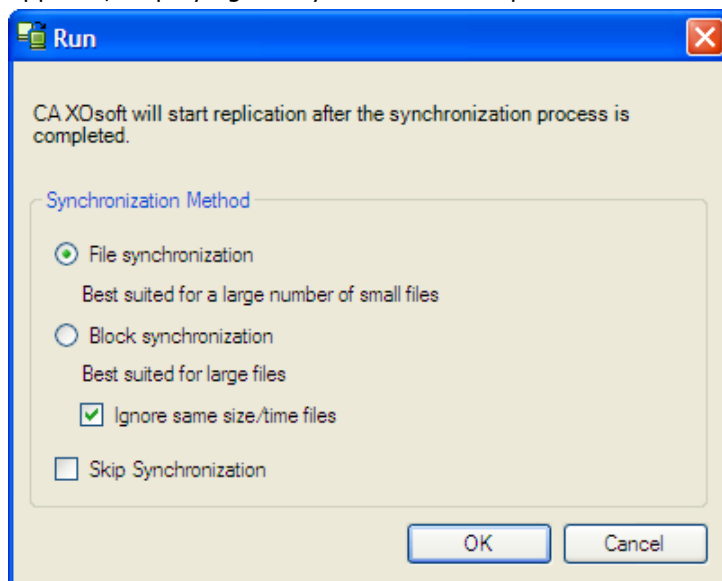 Run
CA XOsoft will start replication after the synchronization process is
completed.
Synchronization Method
File synchronization
Best suited for a large number of small files
Block synchronization
Best suited for large files
Ignore same size/time files
Skip Synchronization
OK
Cancel